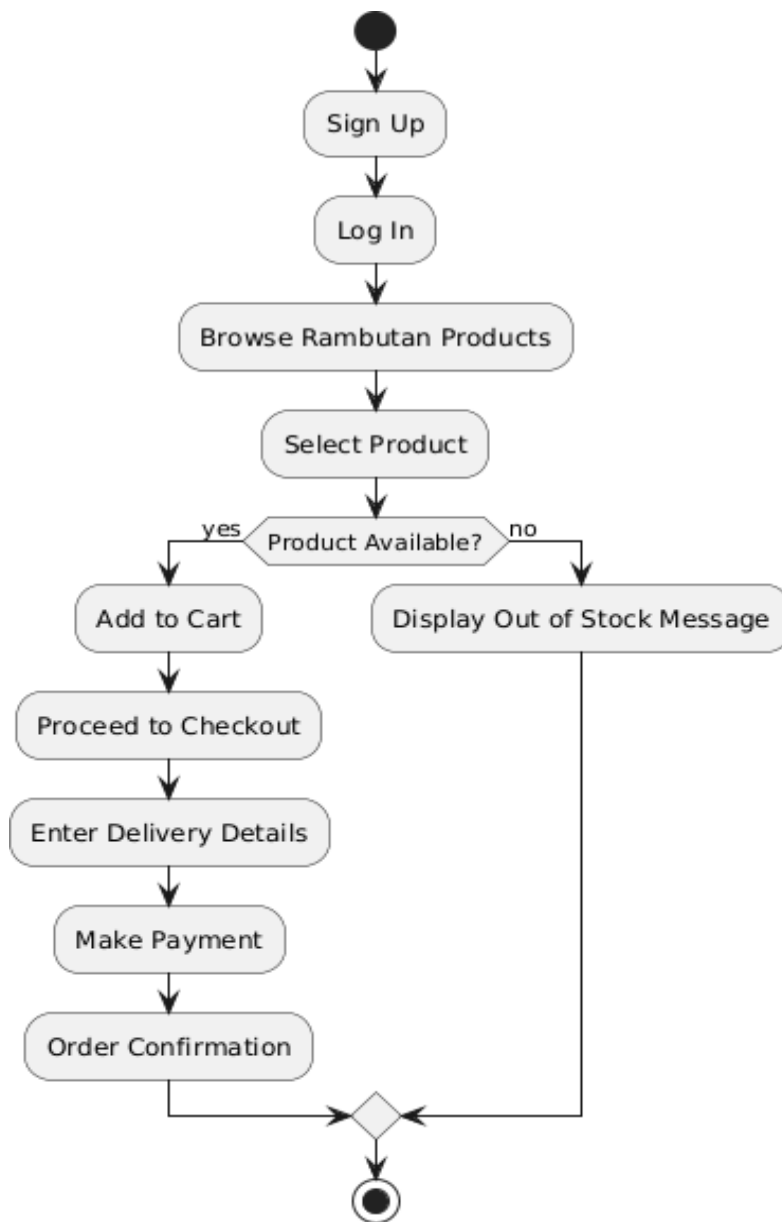 Sign Up
Log In
Browse Rambutan Products
Select Product
yes
Product Available?
no
Add to Cart
Display Out of Stock Message
Proceed to Checkout
Enter Delivery Details
Make Payment
Order Confirmation